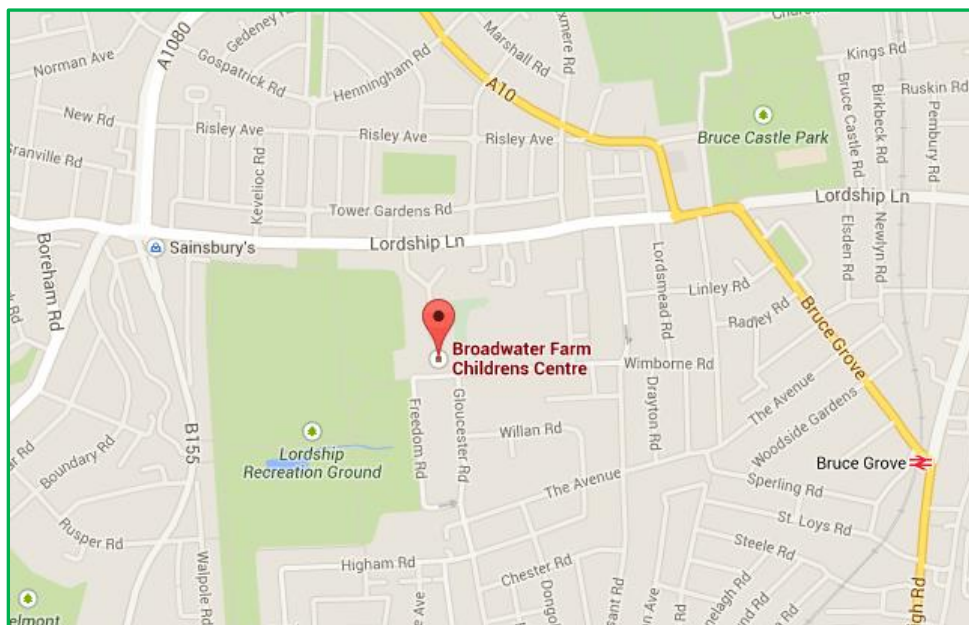 A1080
Gedeney Rd
Norman Ave
Gospatrick Rd
Henningham Rd
Marshall Rd
A10
Kings Rd
Ruskin Rd
New Rd
Risley Ave
Risley Ave
Risley Ave
Bruce Castle Park
Bruce Castle Rd
Birkbeck Rd
Pembury Rd
Kevelioc Rd
Tower Gardens Rd
Lordship Ln
Lordship Ln
Sainsbury's
Boreham Rd
Elsden Rd
Newlyn Rd
Lordsmead Rd
Linley Rd
Radley Rd
Bruce Grove
Broadwater Farm
Childrens Centre
Wimborne Rd
Drayton Rd
The Avenue
Woodside Gardens
Freedom Rd
Gloucester Rd
Willan Rd
B155
Boundary Rd
Lordship
Recreation Ground
Bruce Grove
The Avenue
Sperling Rd
St. Loys Rd
Steele Rd
Rusper Rd
Walpole Rd
Higham Rd
Chester Rd